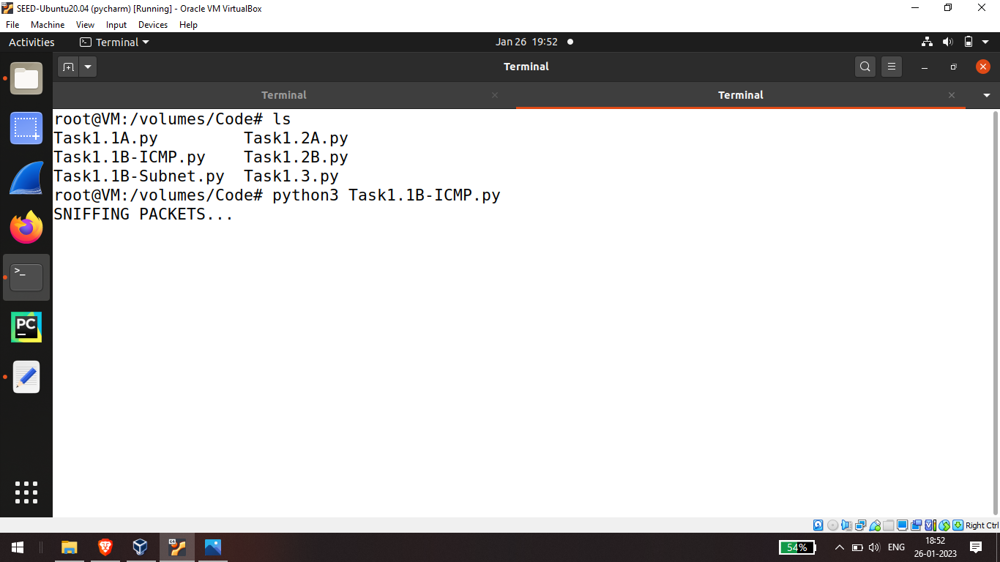 SEED-Ubuntu20.04 (pycharm) [Running] - Oracle VM VirtualBox
File Machine View Input Devices Help
Activities Terminal Jan 26 19:52
Terminal
Terminal Terminal
root@VM:/volumes/Code# ls
Task1.1A.py Task1.2A.py
Task1.1B-ICMP.py Task1.2B.py
Task1.1B-Subnet.py Task1.3.py
root@VM:/volumes/Code# python3 Task1.1B-ICMP.py
SNIFFING PACKETS...
>_
PC
Right Ctrl
54% ENG 18:52
26-01-2023